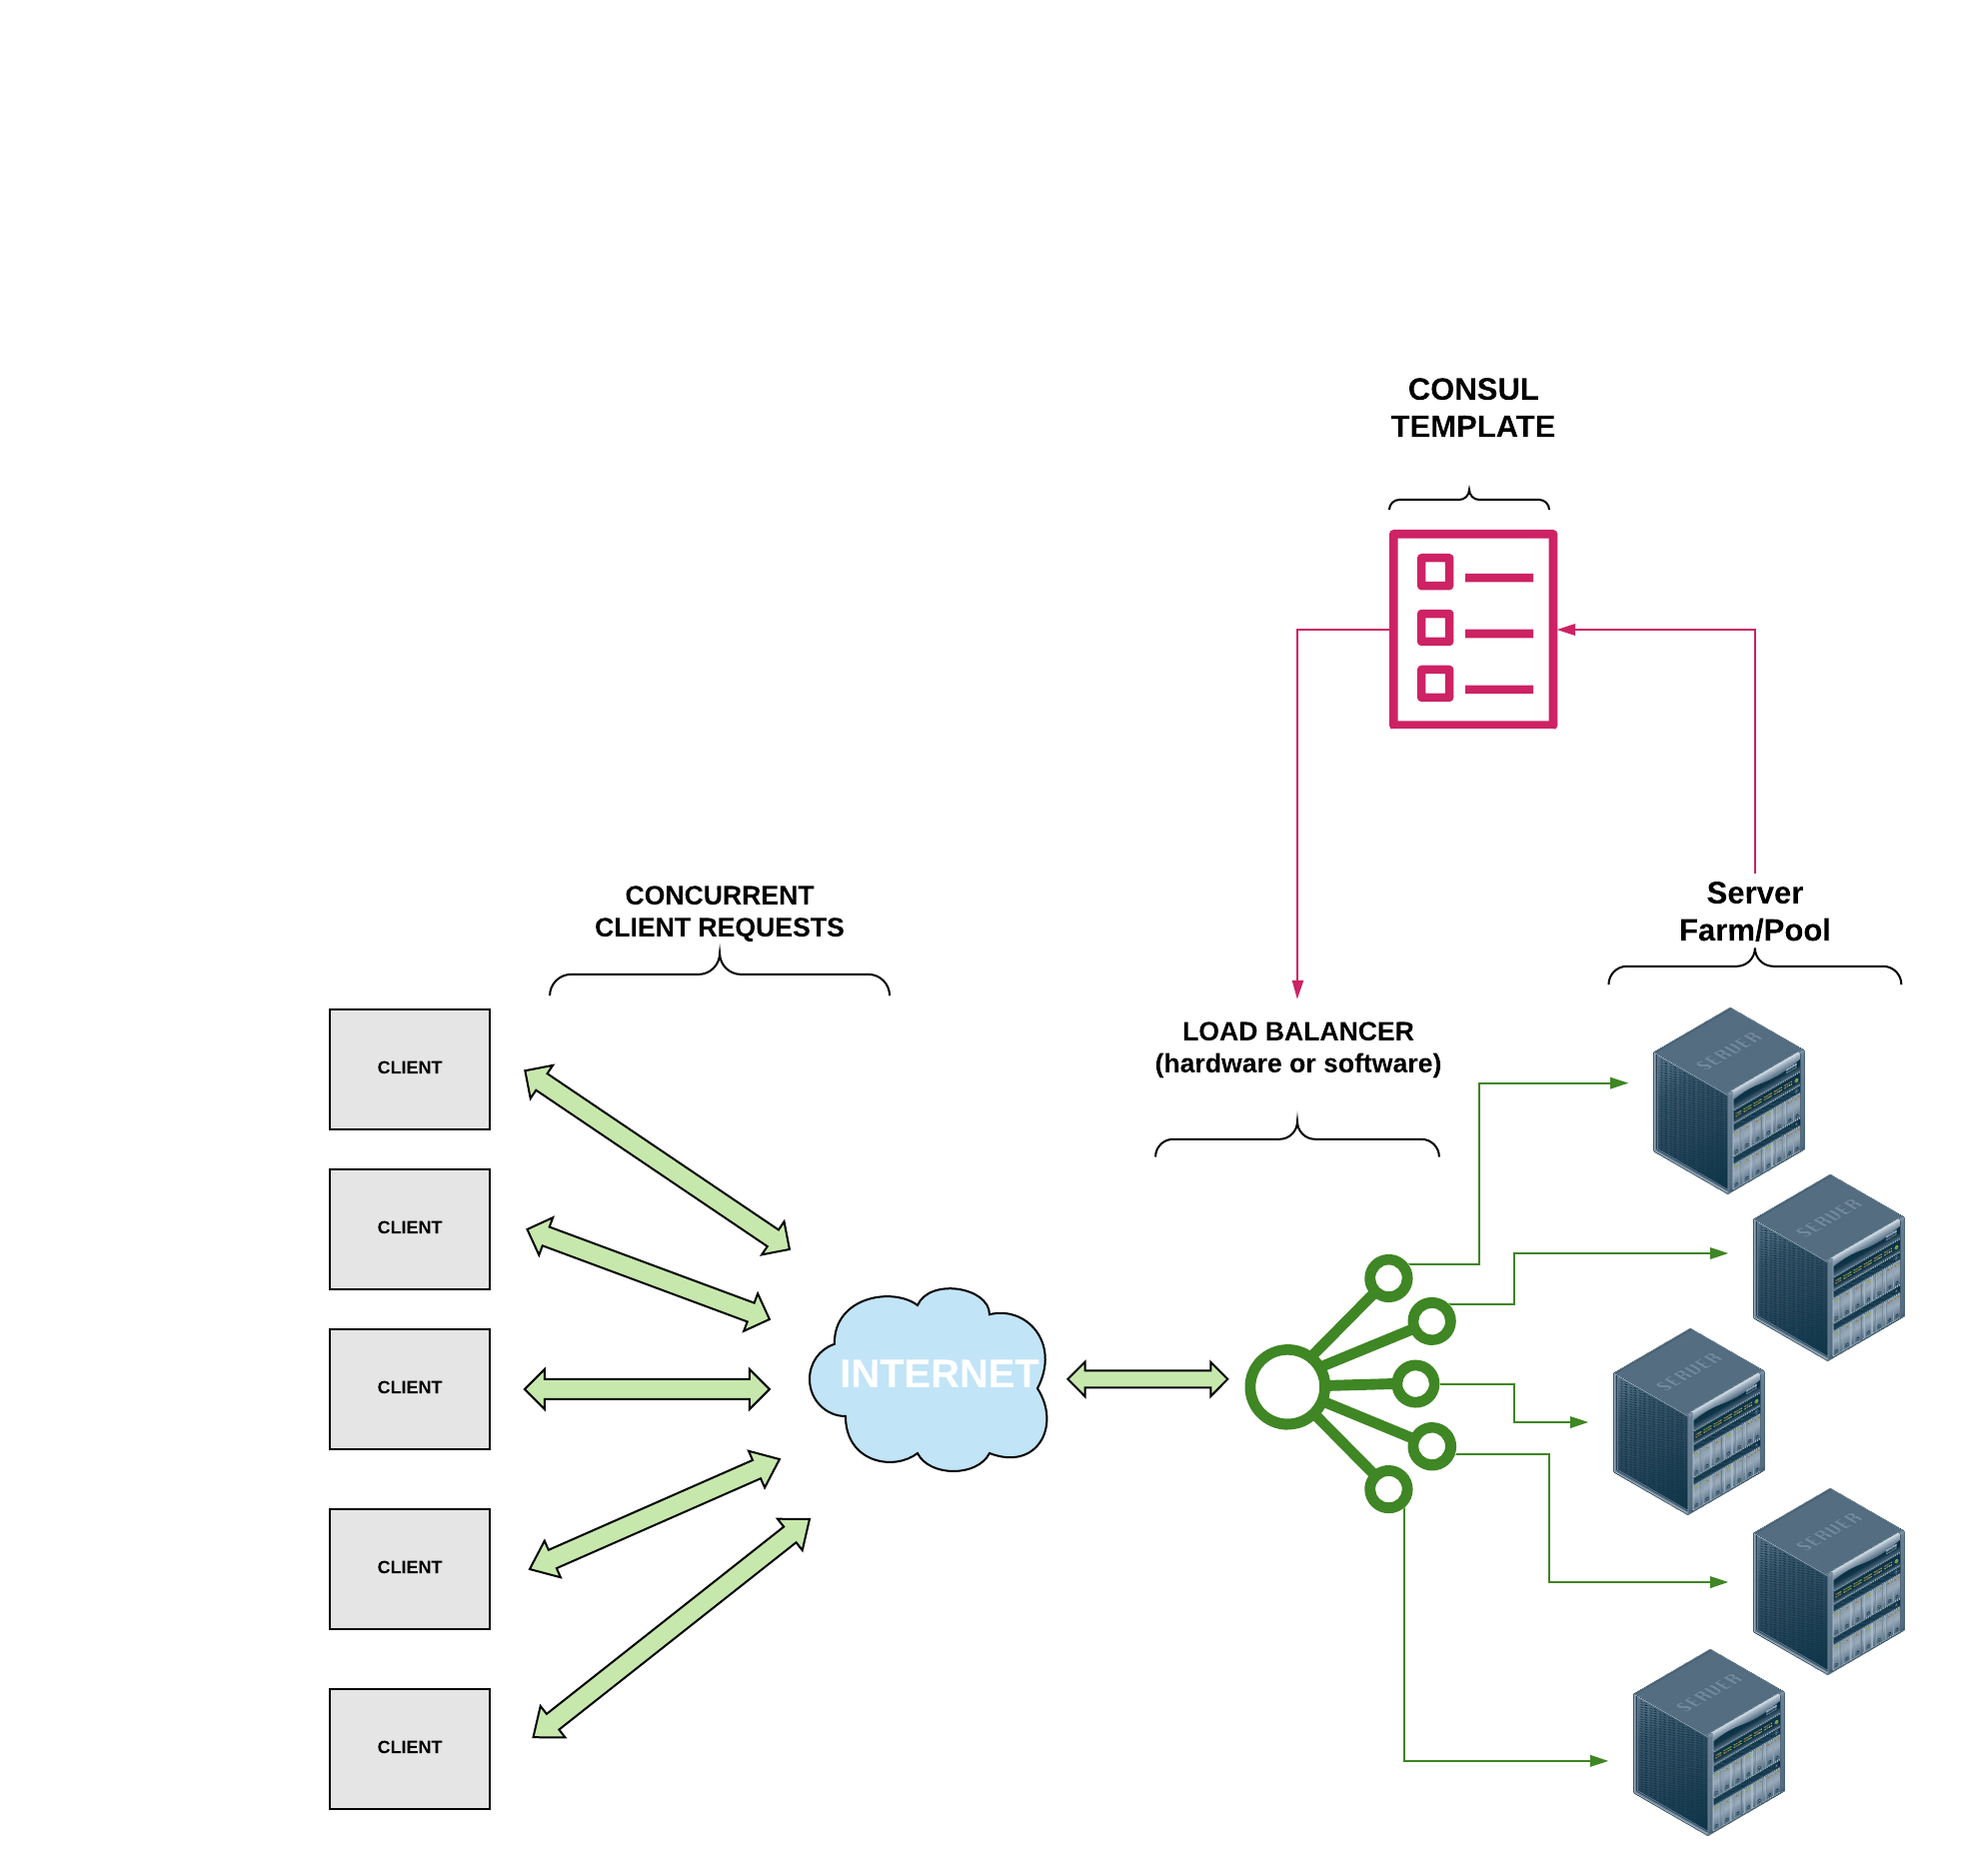 CONSUL
TEMPLATE
CONCURRENT
CLIENT REQUESTS
Server
Farm/Pool
LOAD BALANCER
(hardware or software)
CLIENT
CLIENT
CLIENT
CLIENT
CLIENT
INTERNET
SERVER
SERVER
SERVER
SERVER
SERVER